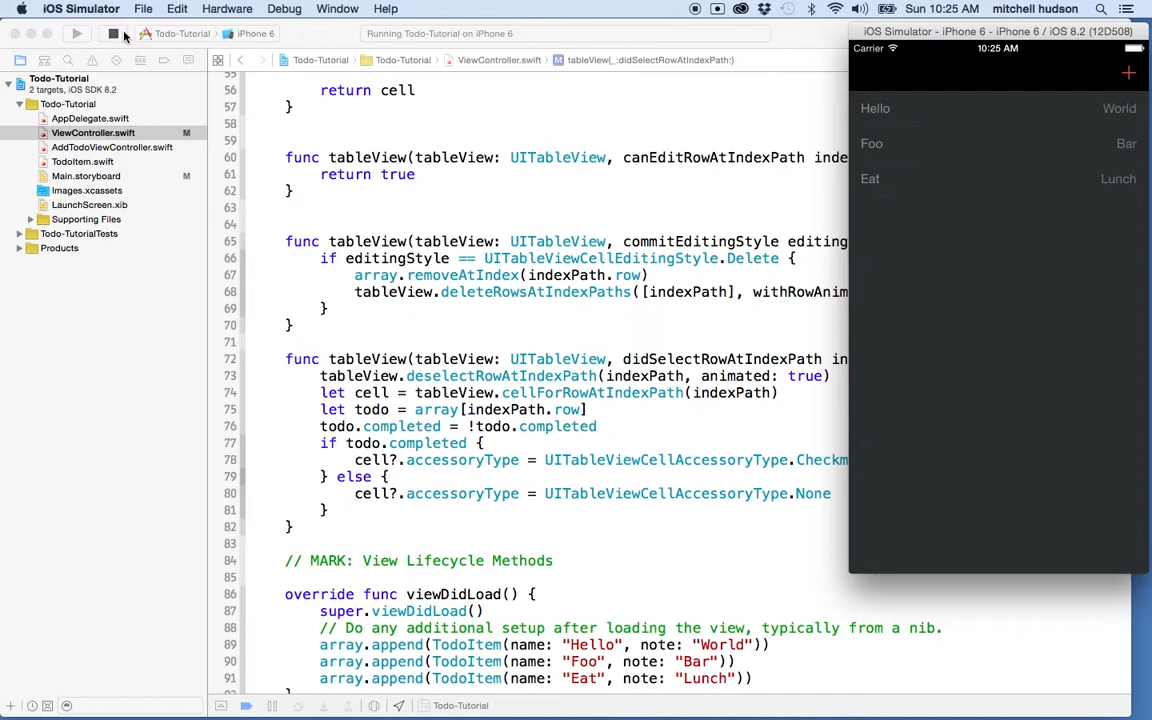 iOS Simulator File Edit Hardware Debug Window Help Sun 10:25 AM mitchell hudson
Todo-Tutorial iPhone 6 Running Todo-Tutorial on iPhone 6
Todo-Tutorial Todo-Tutorial ViewController.swift M tableView(_:didSelectRowAtIndexPath:)
Todo-Tutorial
2 targets, iOS SDK 8.2
Todo-Tutorial
AppDelegate.swift
ViewController.swift M
AddTodoViewController.swift
TodoItem.swift
Main.storyboard M
Images.xcassets
LaunchScreen.xib
Supporting Files
Todo-TutorialTests
Products
55
56 return cell
57 }
58
59
60 func tableView(tableView: UITableView, canEditRowAtIndexPath inde
61 return true
62 }
63
64
65 func tableView(tableView: UITableView, commitEditingStyle editing
66 if editingStyle == UITableViewCellEditingStyle.Delete {
67 array.removeAtIndex(indexPath.row)
68 tableView.deleteRowsAtIndexPaths([indexPath], withRowAnim
69 }
70 }
71
72 func tableView(tableView: UITableView, didSelectRowAtIndexPath in
73 tableView.deselectRowAtIndexPath(indexPath, animated: true)
74 let cell = tableView.cellForRowAtIndexPath(indexPath)
75 let todo = array[indexPath.row]
76 todo.completed = !todo.completed
77 if todo.completed {
78 cell?.accessoryType = UITableViewCellAccessoryType.Checkm
79 } else {
80 cell?.accessoryType = UITableViewCellAccessoryType.None
81 }
82 }
83
84 // MARK: View Lifecycle Methods
85
86 override func viewDidLoad() {
87 super.viewDidLoad()
88 // Do any additional setup after loading the view, typically from a nib.
89 array.append(TodoItem(name: "Hello", note: "World"))
90 array.append(TodoItem(name: "Foo", note: "Bar"))
91 array.append(TodoItem(name: "Eat", note: "Lunch"))
Todo-Tutorial
iOS Simulator - iPhone 6 - iPhone 6 / iOS 8.2 (12D508)
Carrier 10:25 AM
+
Hello World
Foo Bar
Eat Lunch